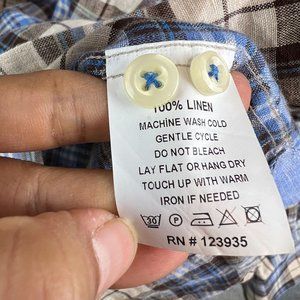 100% LINEN
MACHINE WASH COLD
GENTLE CYCLE
DO NOT BLEACH
LAY FLAT OR HANG DRY
TOUCH UP WITH WARM
IRON IF NEEDED
RN # 123935